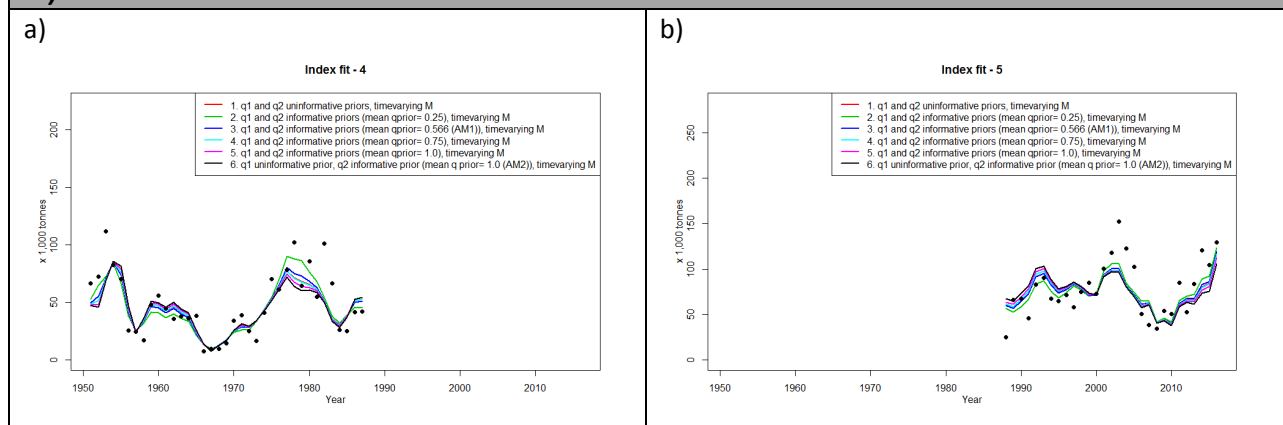 a)
Index fit - 4
1. q1 and q2 uninformative priors, timevarying M
2. q1 and q2 informative priors (mean qprior= 0.25), timevarying M
3. q1 and q2 informative priors (mean qprior= 0.566 (AM1)), timevarying M
4. q1 and q2 informative priors (mean qprior= 0.75), timevarying M
5. q1 and q2 informative priors (mean qprior= 1.0), timevarying M
6. q1 uninformative prior, q2 informative prior (mean q prior= 1.0 (AM2)), timevarying M
x 1,000 tonnes
200
150
100
50
0
1950 1960 1970 1980 1990 2000 2010
Year
b)
Index fit - 5
1. q1 and q2 uninformative priors, timevarying M
2. q1 and q2 informative priors (mean qprior= 0.25), timevarying M
3. q1 and q2 informative priors (mean qprior= 0.566 (AM1)), timevarying M
4. q1 and q2 informative priors (mean qprior= 0.75), timevarying M
5. q1 and q2 informative priors (mean qprior= 1.0), timevarying M
6. q1 uninformative prior, q2 informative prior (mean q prior= 1.0 (AM2)), timevarying M
x 1,000 tonnes
250
200
150
100
50
0
1950 1960 1970 1980 1990 2000 2010
Year